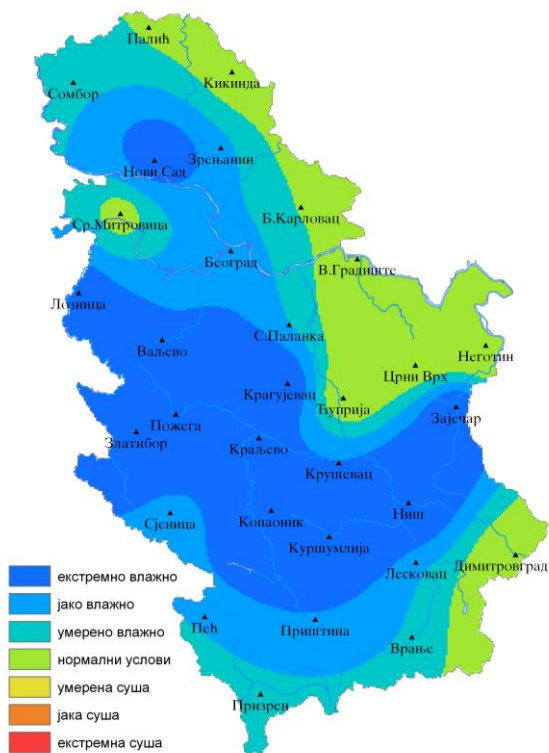 Палић
Кикинда
Сомбор
Зрењанин
Нови Сад
Б.Карловац
Ср.Митровица
Београд
В.Градиште
Лозница
С.Паланка
Ваљево
Неготин
Црни Врх
Крагујевац
Ћуприја
Зајечар
Пожега
Златибор
Краљево
Крушевац
Ниш
Копаоник
Сјеница
Куршумлија
Димитровград
Лесковац
екстремно влажно
јако влажно
Пећ
Приштина
умерено влажно
Врање
нормални услови
умерена суша
Призрен
јака суша
екстремна суша